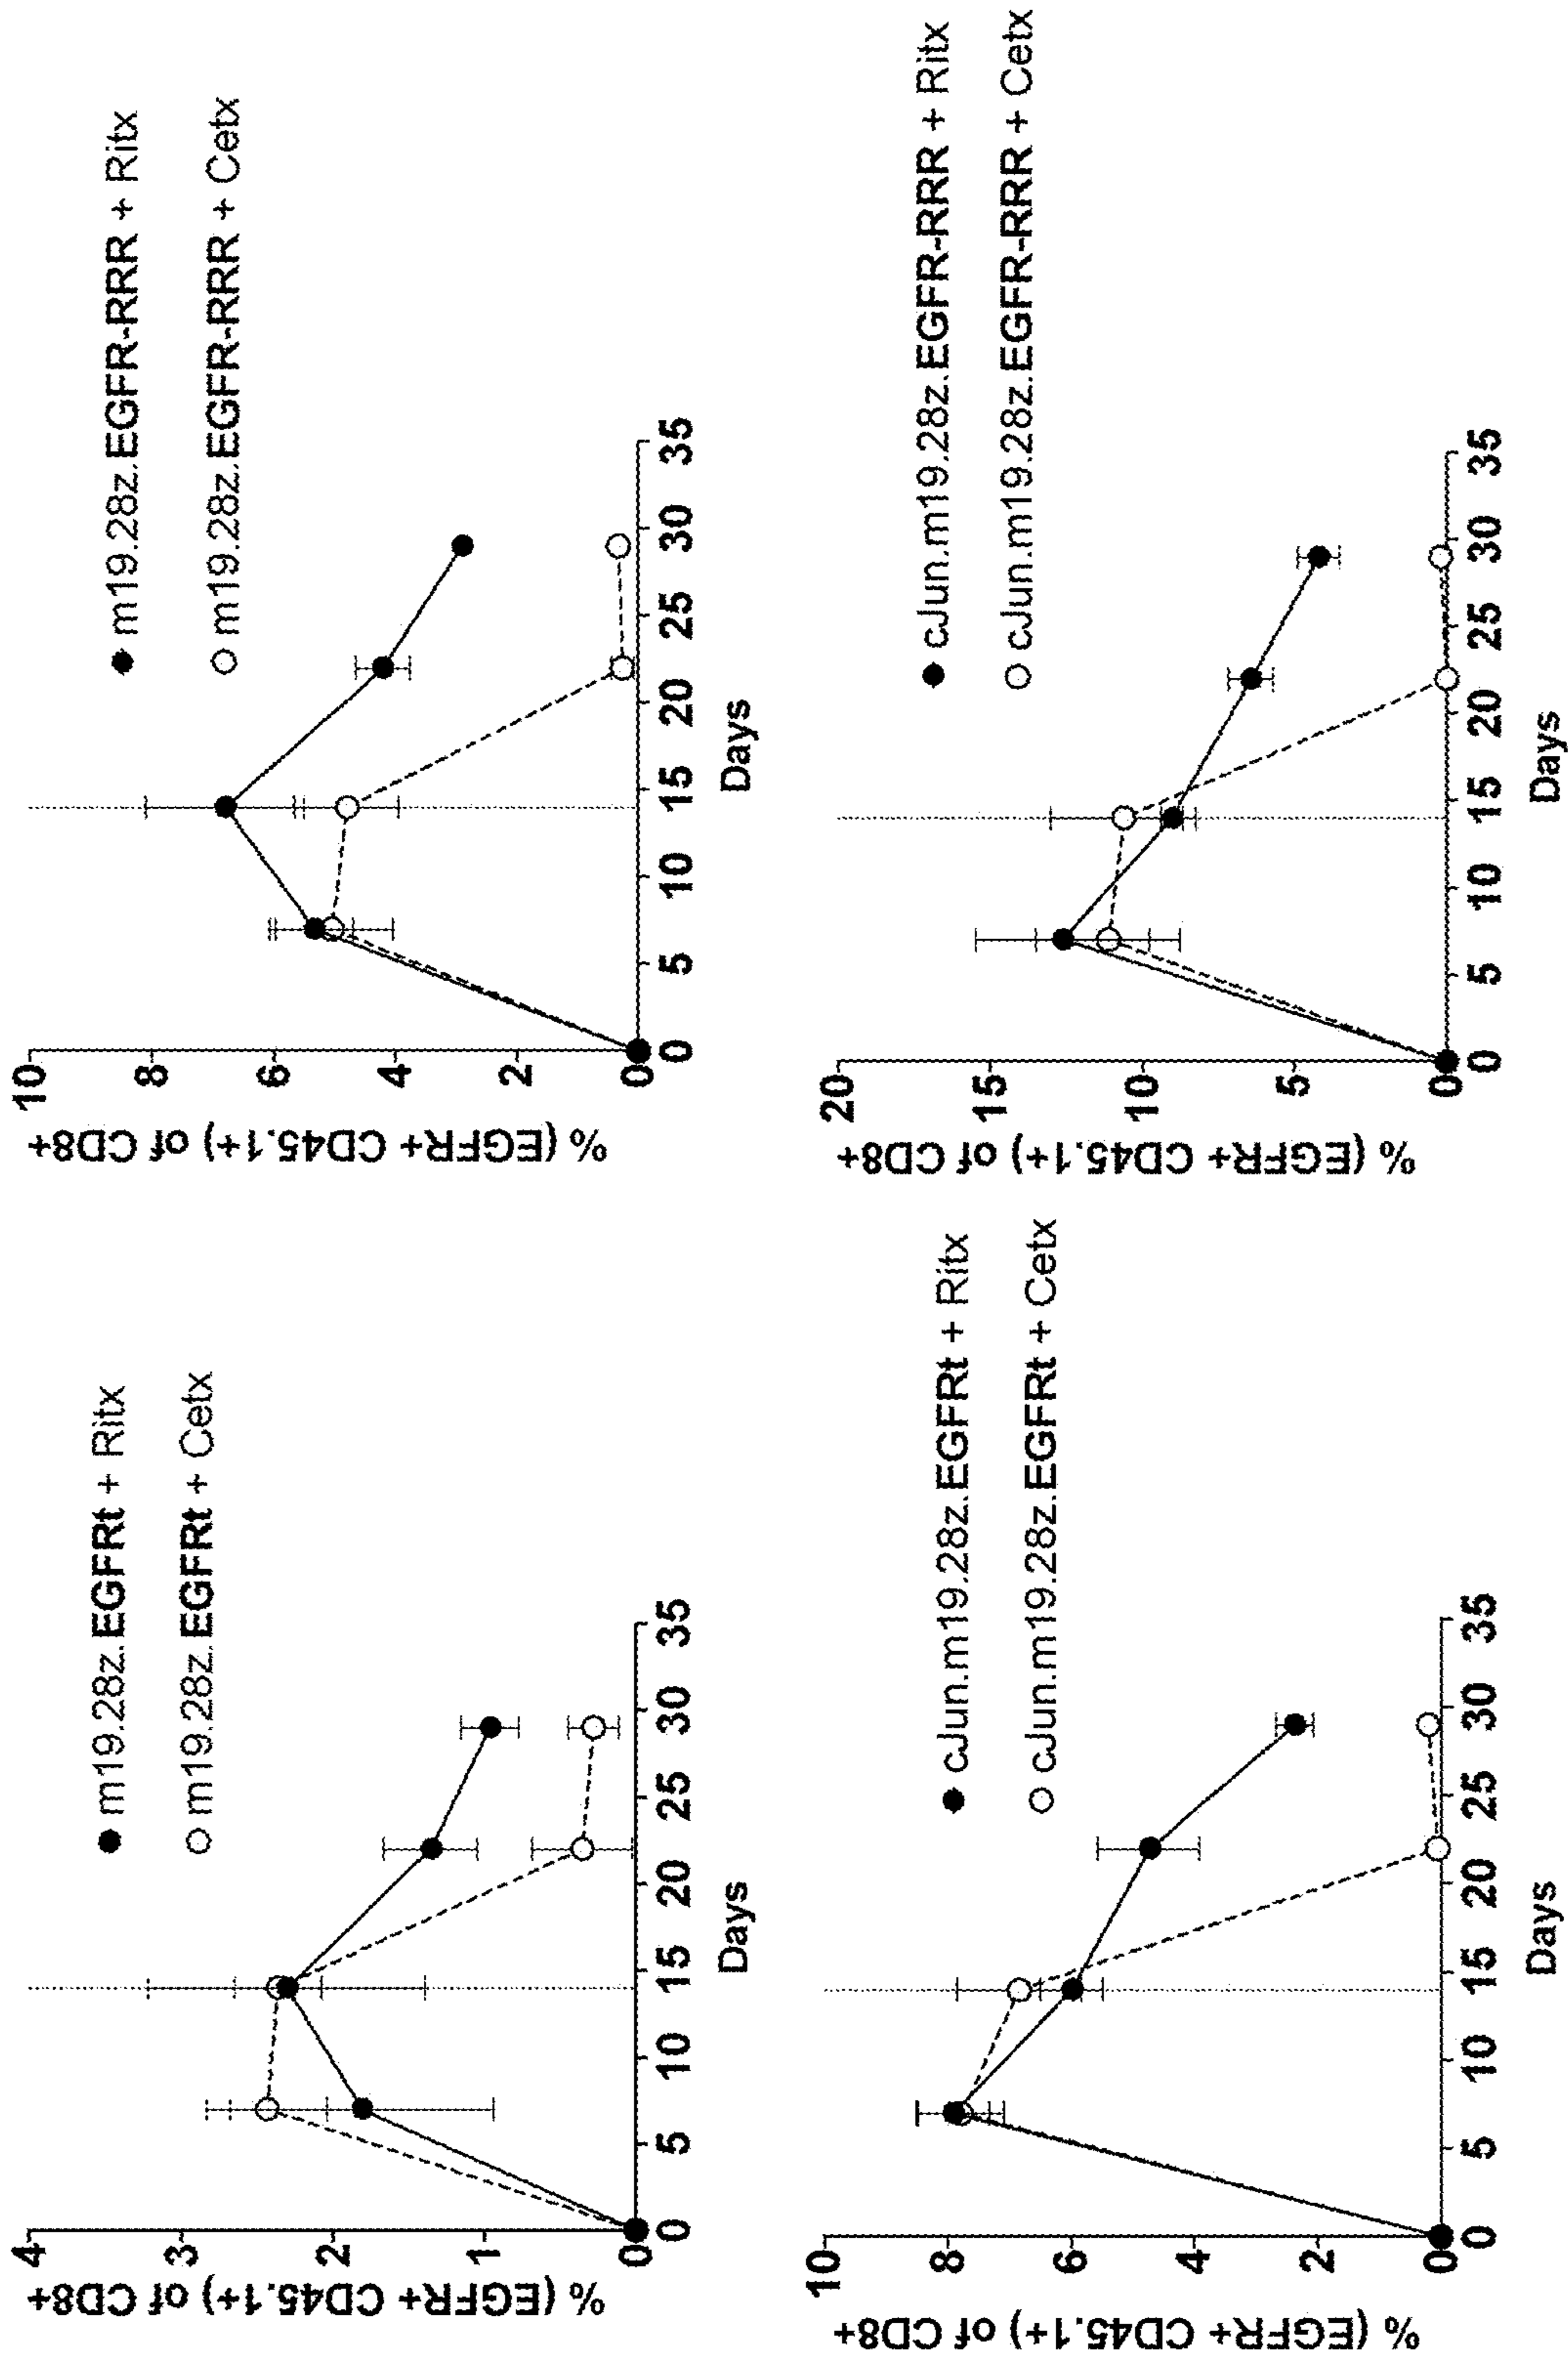 m19.28z.EGFRt + Ritx
m19.28z.EGFRt + Cetx
% (EGFR+ CD45.1+) of CD8+
4
3
2
1
0
0 5 10 15 20 25 30 35
Days
m19.28z.EGFR-RRR + Ritx
m19.28z.EGFR-RRR + Cetx
% (EGFR+ CD45.1+) of CD8+
10
8
6
4
2
0
0 5 10 15 20 25 30 35
Days
cJun.m19.28z.EGFRt + Ritx
cJun.m19.28z.EGFRt + Cetx
% (EGFR+ CD45.1+) of CD8+
10
8
6
4
2
0
0 5 10 15 20 25 30 35
Days
cJun.m19.28z.EGFR-RRR + Ritx
cJun.m19.28z.EGFR-RRR + Cetx
% (EGFR+ CD45.1+) of CD8+
20
15
10
5
0
0 5 10 15 20 25 30 35
Days